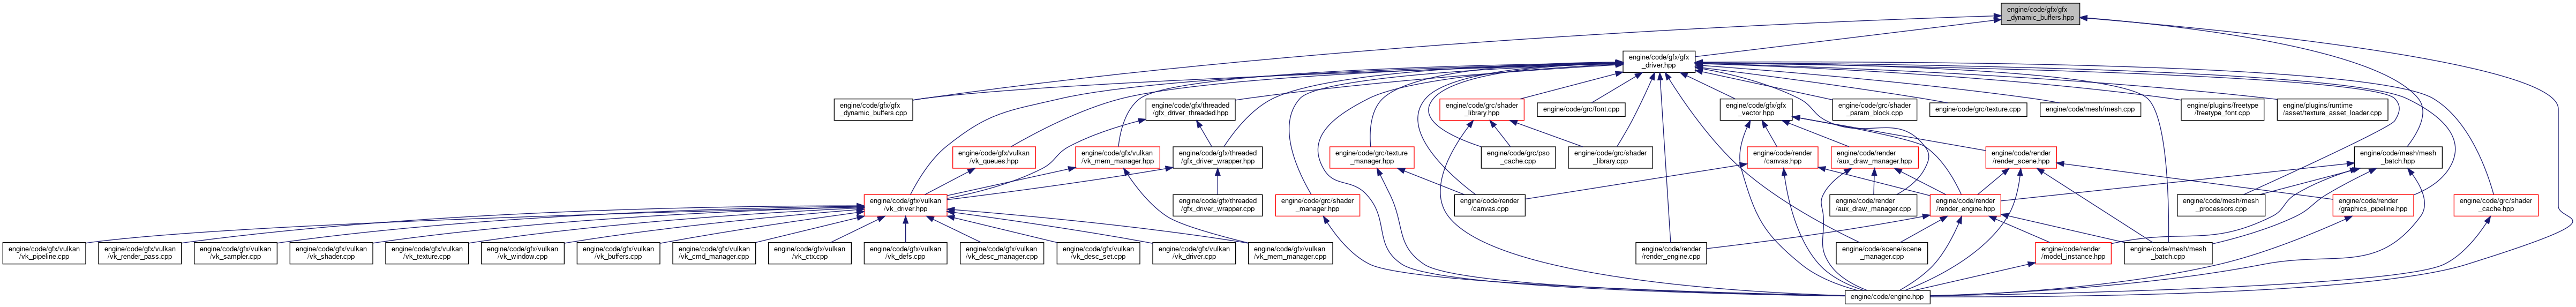 engine/code/gfx/gfx
_dynamic_buffers.hpp
engine/code/gfx/gfx
_driver.hpp
engine/code/gfx/gfx
_dynamic_buffers.cpp
engine/code/gfx/threaded
/gfx_driver_threaded.hpp
engine/code/grc/shader
_library.hpp
engine/code/grc/font.cpp
engine/code/gfx/gfx
_vector.hpp
engine/code/grc/shader
_param_block.cpp
engine/code/grc/texture.cpp
engine/code/mesh/mesh.cpp
engine/plugins/freetype
/freetype_font.cpp
engine/plugins/runtime
/asset/texture_asset_loader.cpp
engine/code/gfx/vulkan
/vk_queues.hpp
engine/code/gfx/vulkan
/vk_mem_manager.hpp
engine/code/gfx/threaded
/gfx_driver_wrapper.hpp
engine/code/grc/texture
_manager.hpp
engine/code/grc/pso
_cache.cpp
engine/code/grc/shader
_library.cpp
engine/code/render
/canvas.hpp
engine/code/render
/aux_draw_manager.hpp
engine/code/render
/render_scene.hpp
engine/code/mesh/mesh
_batch.hpp
engine/code/gfx/vulkan
/vk_driver.hpp
engine/code/gfx/threaded
/gfx_driver_wrapper.cpp
engine/code/grc/shader
_manager.hpp
engine/code/render
/canvas.cpp
engine/code/render
/aux_draw_manager.cpp
engine/code/render
/render_engine.hpp
engine/code/mesh/mesh
_processors.cpp
engine/code/render
/graphics_pipeline.hpp
engine/code/grc/shader
_cache.hpp
engine/code/gfx/vulkan
/vk_pipeline.cpp
engine/code/gfx/vulkan
/vk_render_pass.cpp
engine/code/gfx/vulkan
/vk_sampler.cpp
engine/code/gfx/vulkan
/vk_shader.cpp
engine/code/gfx/vulkan
/vk_texture.cpp
engine/code/gfx/vulkan
/vk_window.cpp
engine/code/gfx/vulkan
/vk_buffers.cpp
engine/code/gfx/vulkan
/vk_cmd_manager.cpp
engine/code/gfx/vulkan
/vk_ctx.cpp
engine/code/gfx/vulkan
/vk_defs.cpp
engine/code/gfx/vulkan
/vk_desc_manager.cpp
engine/code/gfx/vulkan
/vk_desc_set.cpp
engine/code/gfx/vulkan
/vk_driver.cpp
engine/code/gfx/vulkan
/vk_mem_manager.cpp
engine/code/render
/render_engine.cpp
engine/code/scene/scene
_manager.cpp
engine/code/render
/model_instance.hpp
engine/code/mesh/mesh
_batch.cpp
engine/code/engine.hpp